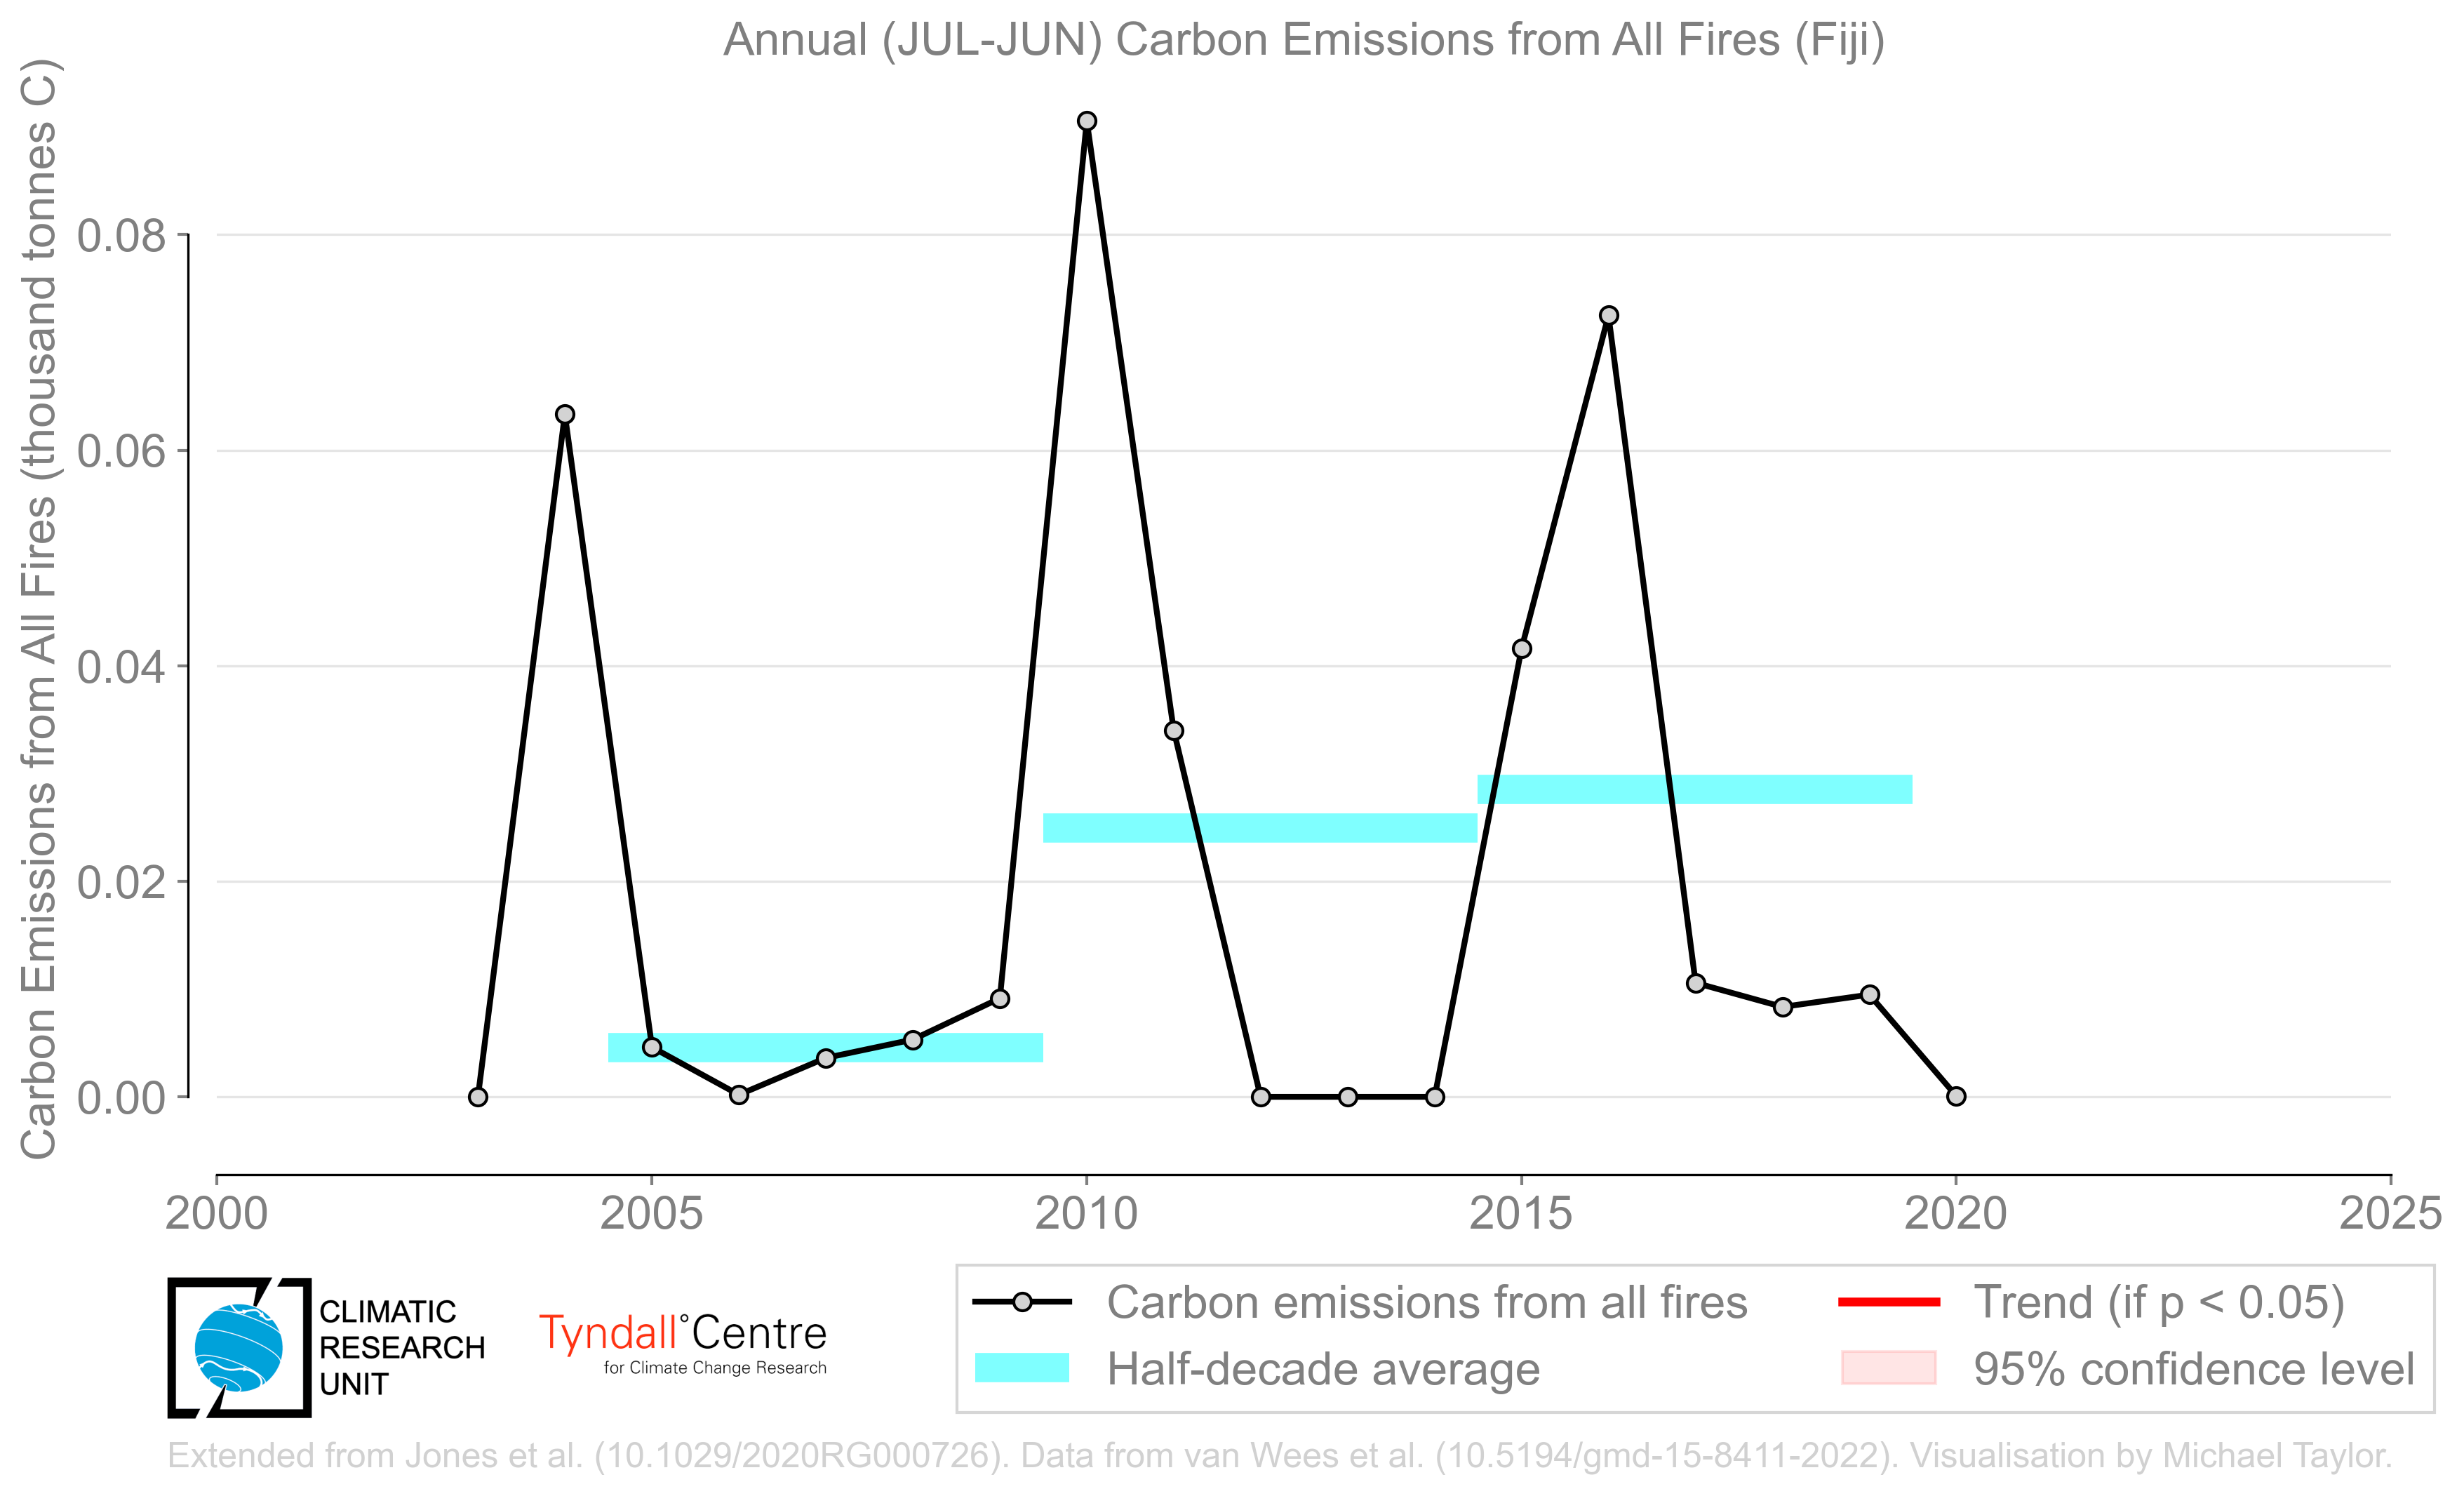 Annual (JUL-JUN) Carbon Emissions from All Fires (Fiji)
Carbon Emissions from All Fires (thousand tonnes C)
0.08
0.06
0.04
0.02
0.00
2000 2005 2010 2015 2020 2025
CLIMATIC
RESEARCH
UNIT
Tyndall°Centre
for Climate Change Research
Carbon emissions from all fires
Half-decade average
Trend (if p < 0.05)
95% confidence level
Extended from Jones et al. (10.1029/2020RG000726). Data from van Wees et al. (10.5194/gmd-15-8411-2022). Visualisation by Michael Taylor.